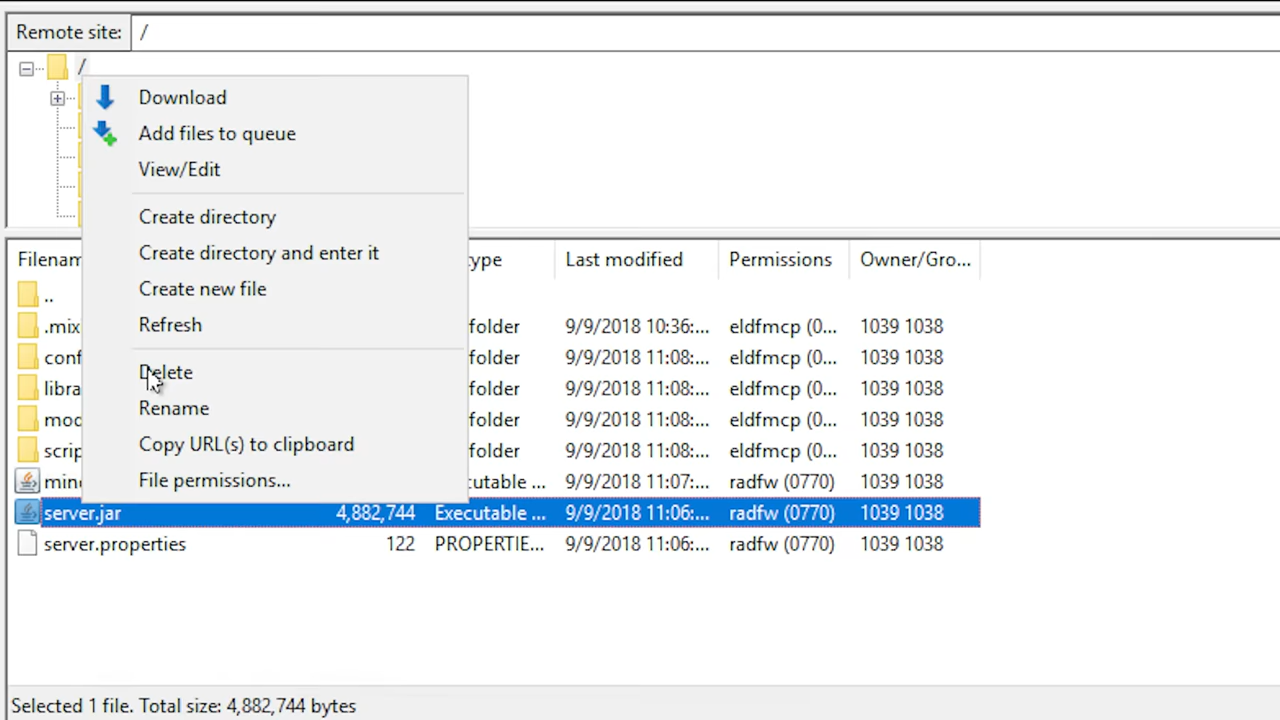 Remote site: /
/
Download
Add files to queue
View/Edit
Create directory
Create directory and enter it
Create new file
Refresh
Delete
Rename
Copy URL(s) to clipboard
File permissions...
Filenam ype Last modified Permissions Owner/Gro...
..
.mix folder 9/9/2018 10:36:... eldfmcp (0... 1039 1038
conf folder 9/9/2018 11:08:... eldfmcp (0... 1039 1038
libra folder 9/9/2018 11:08:... eldfmcp (0... 1039 1038
mod folder 9/9/2018 11:08:... eldfmcp (0... 1039 1038
scrip folder 9/9/2018 11:08:... eldfmcp (0... 1039 1038
mine cutable ... 9/9/2018 11:07:... radfw (0770) 1039 1038
server.jar 4,882,744 Executable ... 9/9/2018 11:06:... radfw (0770) 1039 1038
server.properties 122 PROPERTIE... 9/9/2018 11:06:... radfw (0770) 1039 1038
Selected 1 file. Total size: 4,882,744 bytes